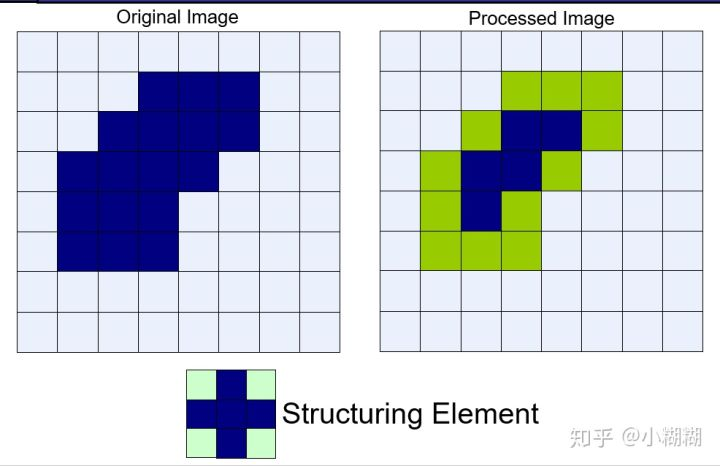 Original Image
Processed Image
Structuring Element
知乎 @小糊糊